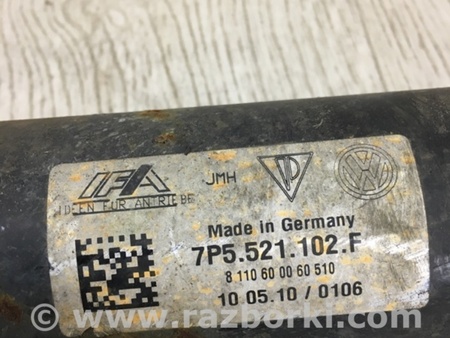 IFA
IDEEN FÜR ANTRIEBE
JMH
Made in Germany
7P5.521.102.F
8 110 60 00 60 510
10 05.10 / 0106
© www.razborki.com